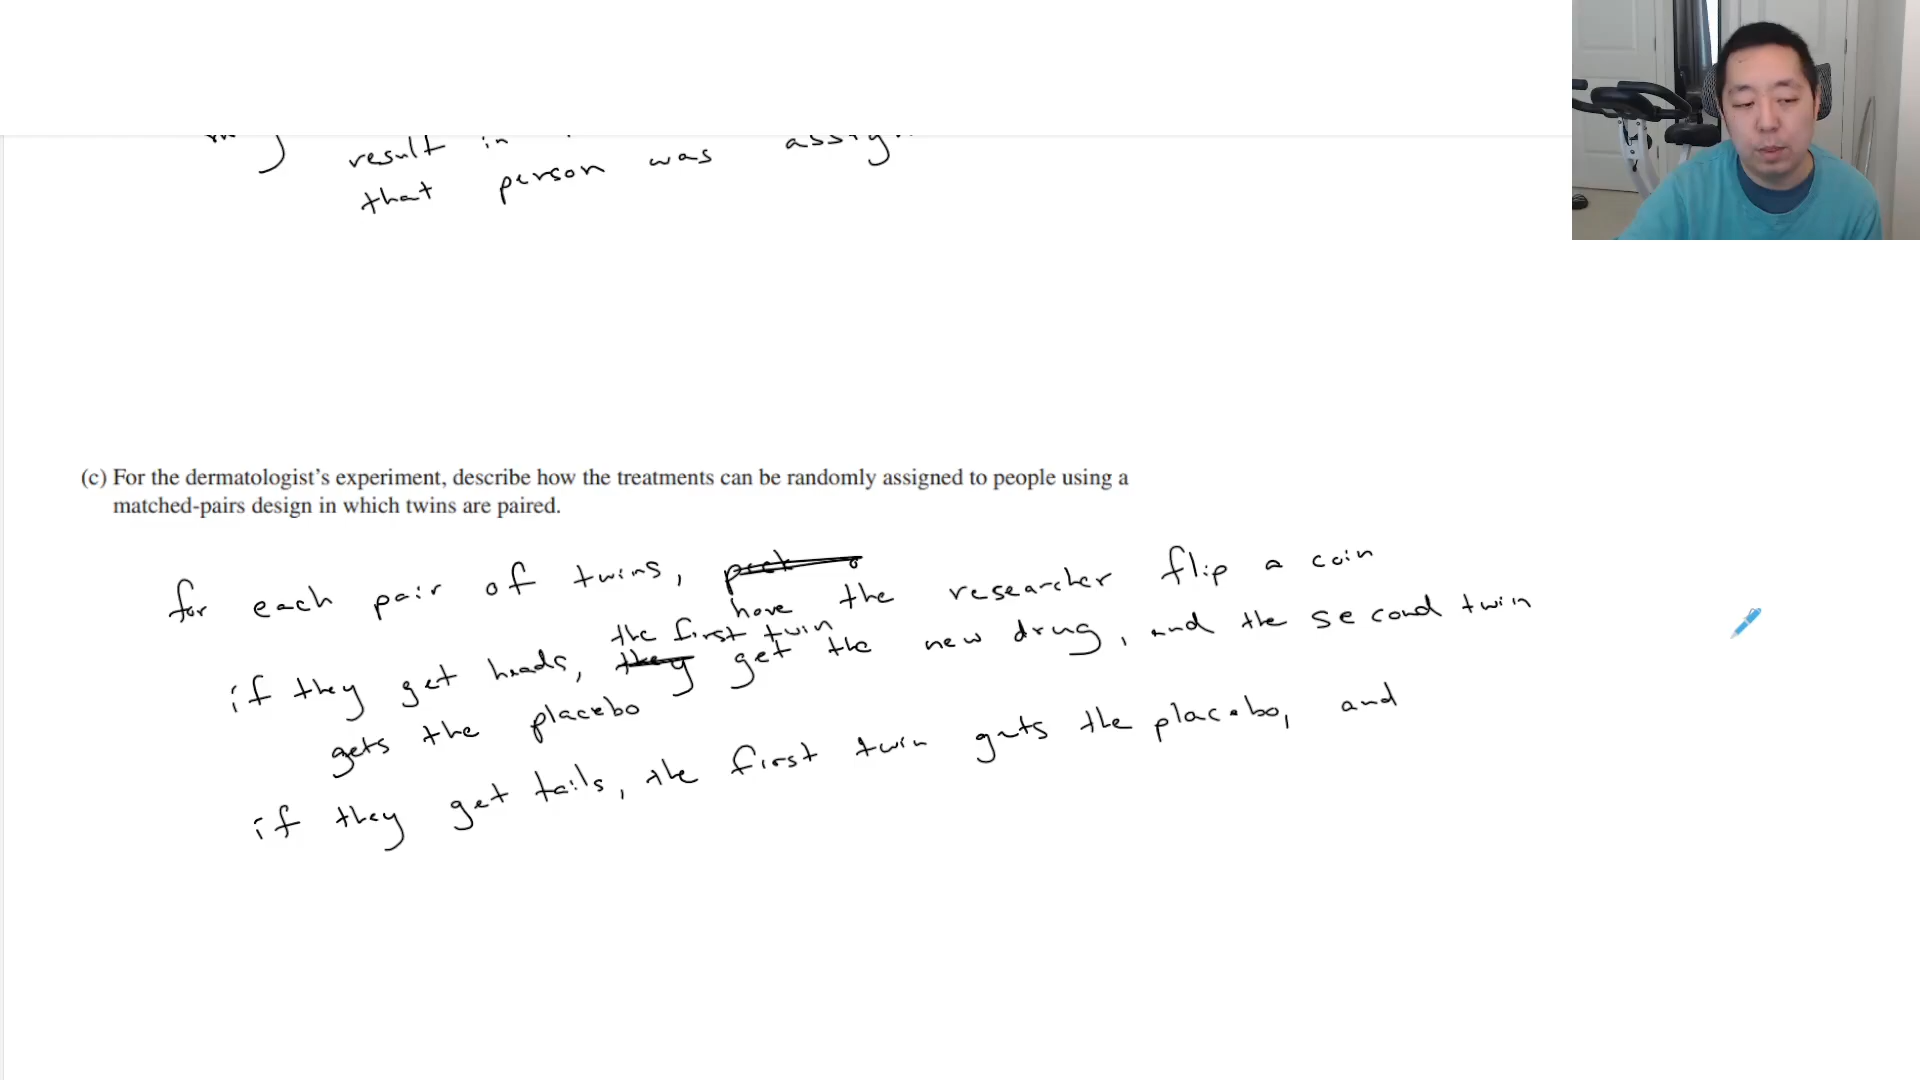 result in
that person was
(c) For the dermatologist's experiment, describe how the treatments can be randomly assigned to people using a
matched-pairs design in which twins are paired.
for each pair of twins, have the researcher flip a coin
if they get heads, the first twin they get the new drug, and the second twin
gets the placebo
if they get tails, the first twin gets the placebo, and